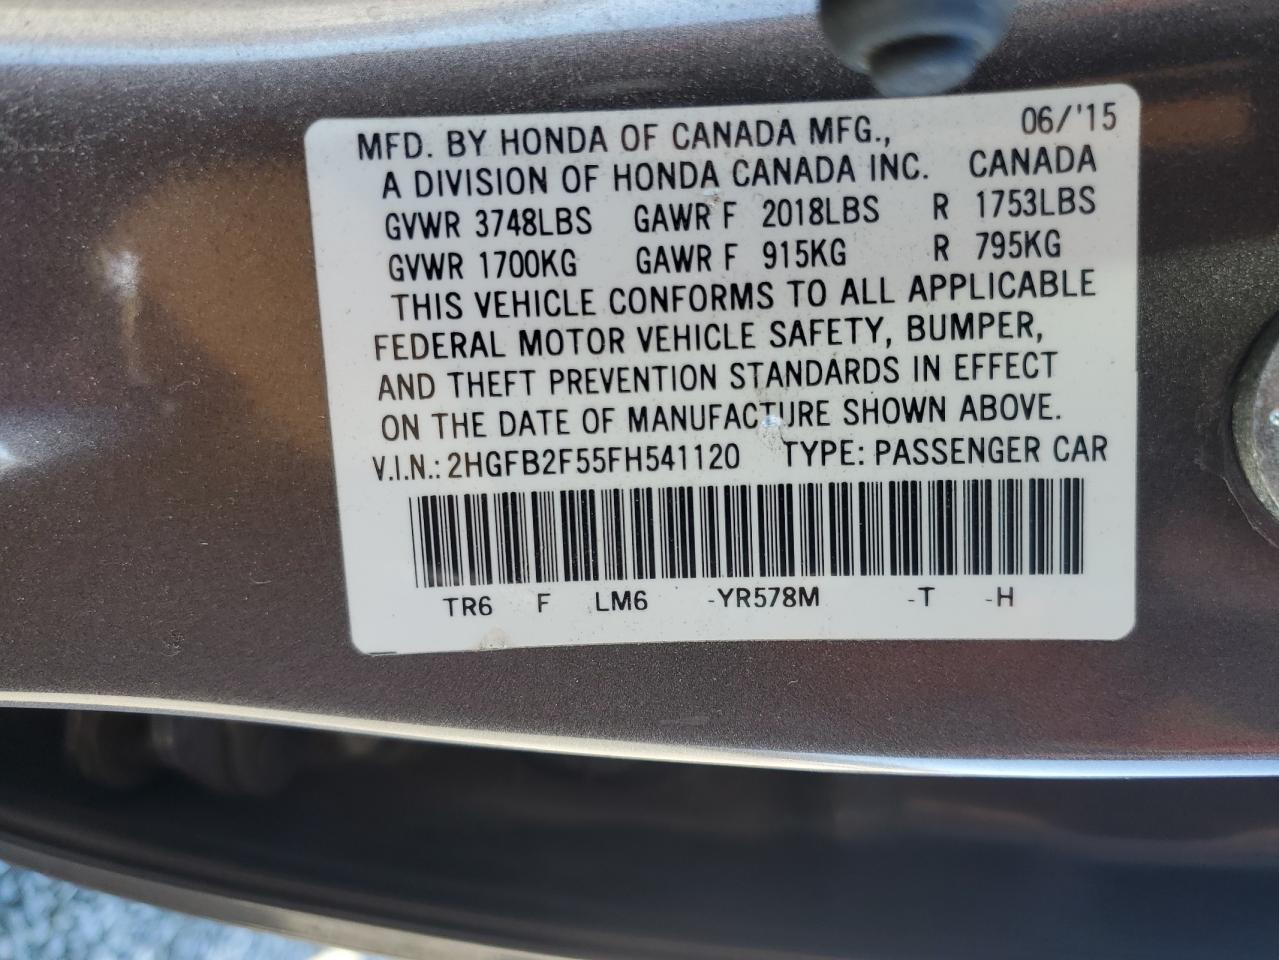 06/'15
MFD. BY HONDA OF CANADA MFG.,
A DIVISION OF HONDA CANADA INC. CANADA
GVWR 3748LBS GAWR F 2018LBS R 1753LBS
GVWR 1700KG GAWR F 915KG R 795KG
THIS VEHICLE CONFORMS TO ALL APPLICABLE
FEDERAL MOTOR VEHICLE SAFETY, BUMPER,
AND THEFT PREVENTION STANDARDS IN EFFECT
ON THE DATE OF MANUFACTURE SHOWN ABOVE.
V.I.N.: 2HGFB2F55FH541120 TYPE: PASSENGER CAR
TR6 F LM6 -YR578M -T -H